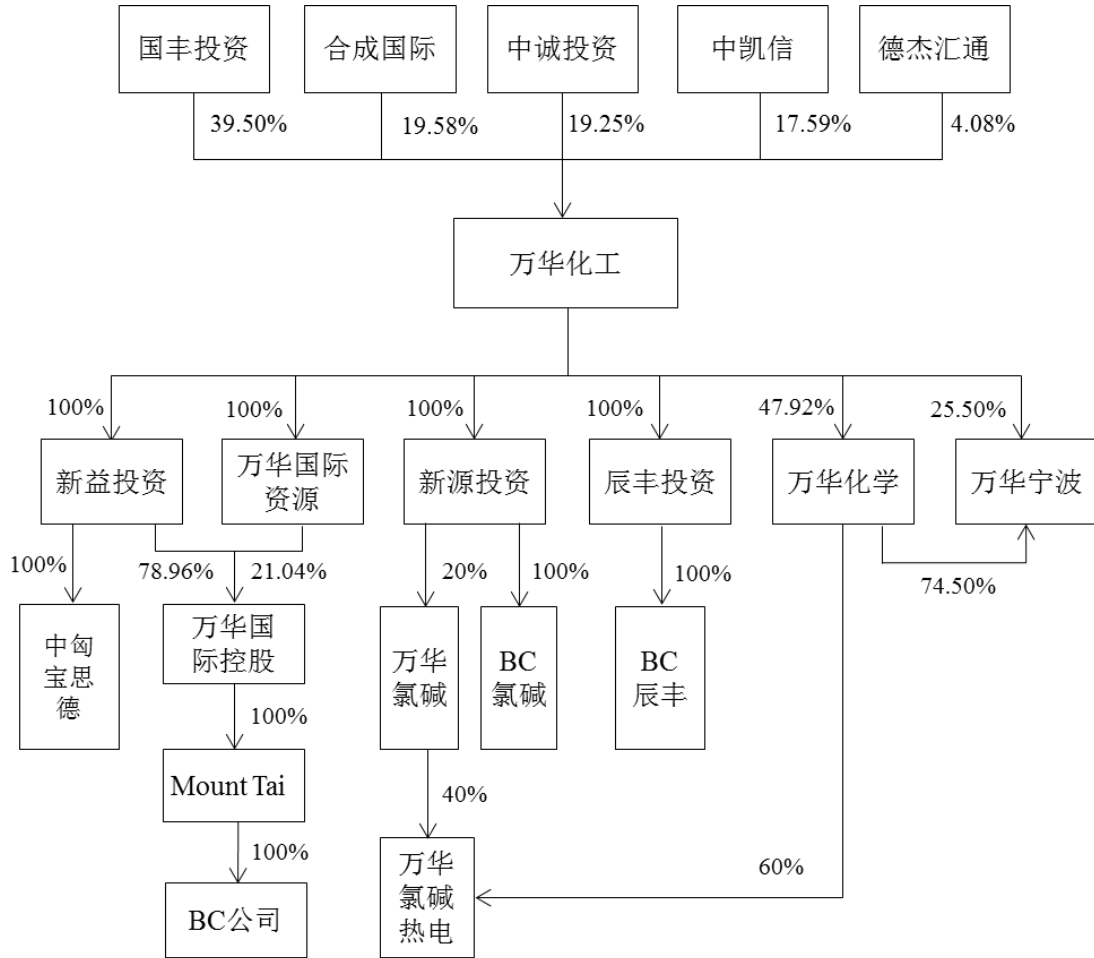 国丰投资
合成国际
中诚投资
中凯信
德杰汇通
39.50%
19.58%
19.25%
17.59%
4.08%
万华化工
100%
100%
100%
100%
47.92%
25.50%
新益投资
万华国际
资源
新源投资
辰丰投资
万华化学
万华宁波
100%
78.96%
21.04%
20%
100%
100%
74.50%
中匈
宝思
德
万华国
际控股
万华
氯碱
BC
氯碱
BC
辰丰
100%
Mount Tai
40%
100%
万华
氯碱
热电
60%
BC公司